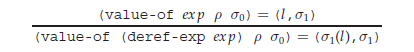 (value-of exp ρ σ₀) = (l, σ₁)
(value-of (deref-exp exp) ρ σ₀) = (σ₁(l), σ₁)